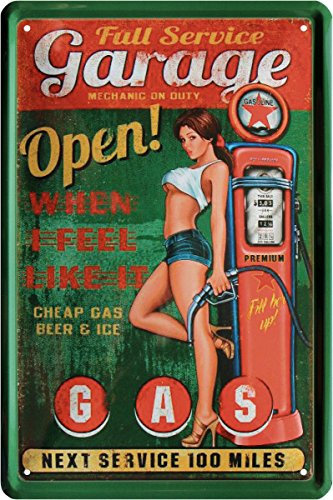 Full Service
Garage
MECHANIC ON DUTY
GASOLINE
Open!
WHEN
I FEEL
LIKE IT
PREMIUM
CHEAP GAS
BEER & ICE
Fill her
up!
G A S
NEXT SERVICE 100 MILES